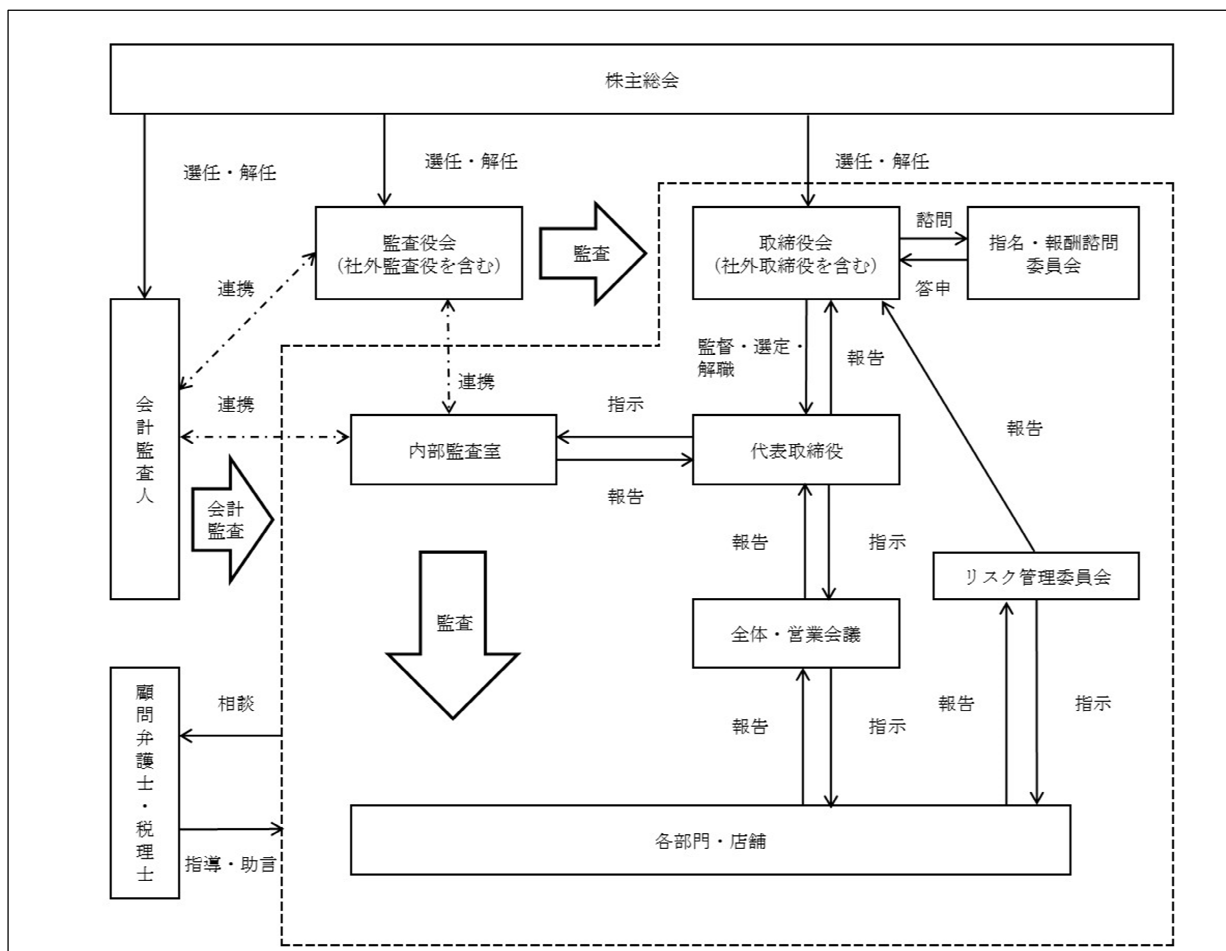 株主総会
選任・解任
選任・解任
選任・解任
監査役会
(社外監査役を含む)
監査
取締役会
(社外取締役を含む)
諮問
答申
指名・報酬諮問
委員会
連携
連携
連携
会計監査人
会計
監査
監督・選定・
解職
報告
報告
内部監査室
指示
報告
代表取締役
報告
指示
リスク管理委員会
監査
全体・営業会議
報告
指示
報告
指示
顧問弁護士・税理士
相談
指導・助言
各部門・店舗